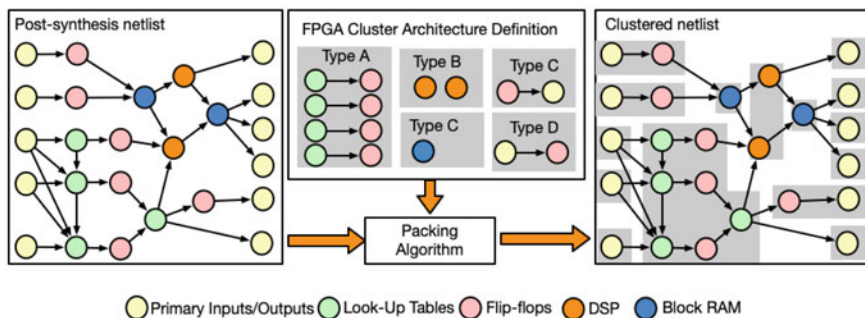 Post-synthesis netlist
FPGA Cluster Architecture Definition
Clustered netlist
Type A
Type B
Type C
Type C
Type D
Packing
Algorithm
Primary Inputs/Outputs
Look-Up Tables
Flip-flops
DSP
Block RAM